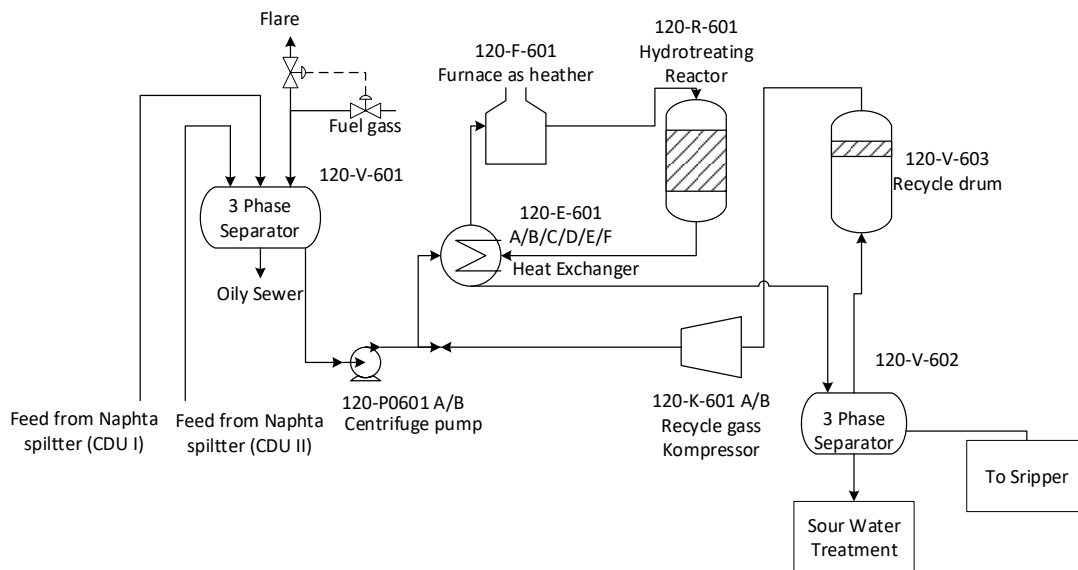 Flare
Fuel gass
120-V-601
3 Phase
Separator
Oily Sewer
Feed from Naphta
spiltter (CDU I)
Feed from Naphta
spiltter (CDU II)
120-P0601 A/B
Centrifuge pump
120-F-601
Furnace as heather
120-R-601
Hydrotreating
Reactor
120-E-601
A/B/C/D/E/F
Heat Exchanger
120-V-603
Recycle drum
120-K-601 A/B
Recycle gass
Kompressor
120-V-602
3 Phase
Separator
To Sripper
Sour Water
Treatment